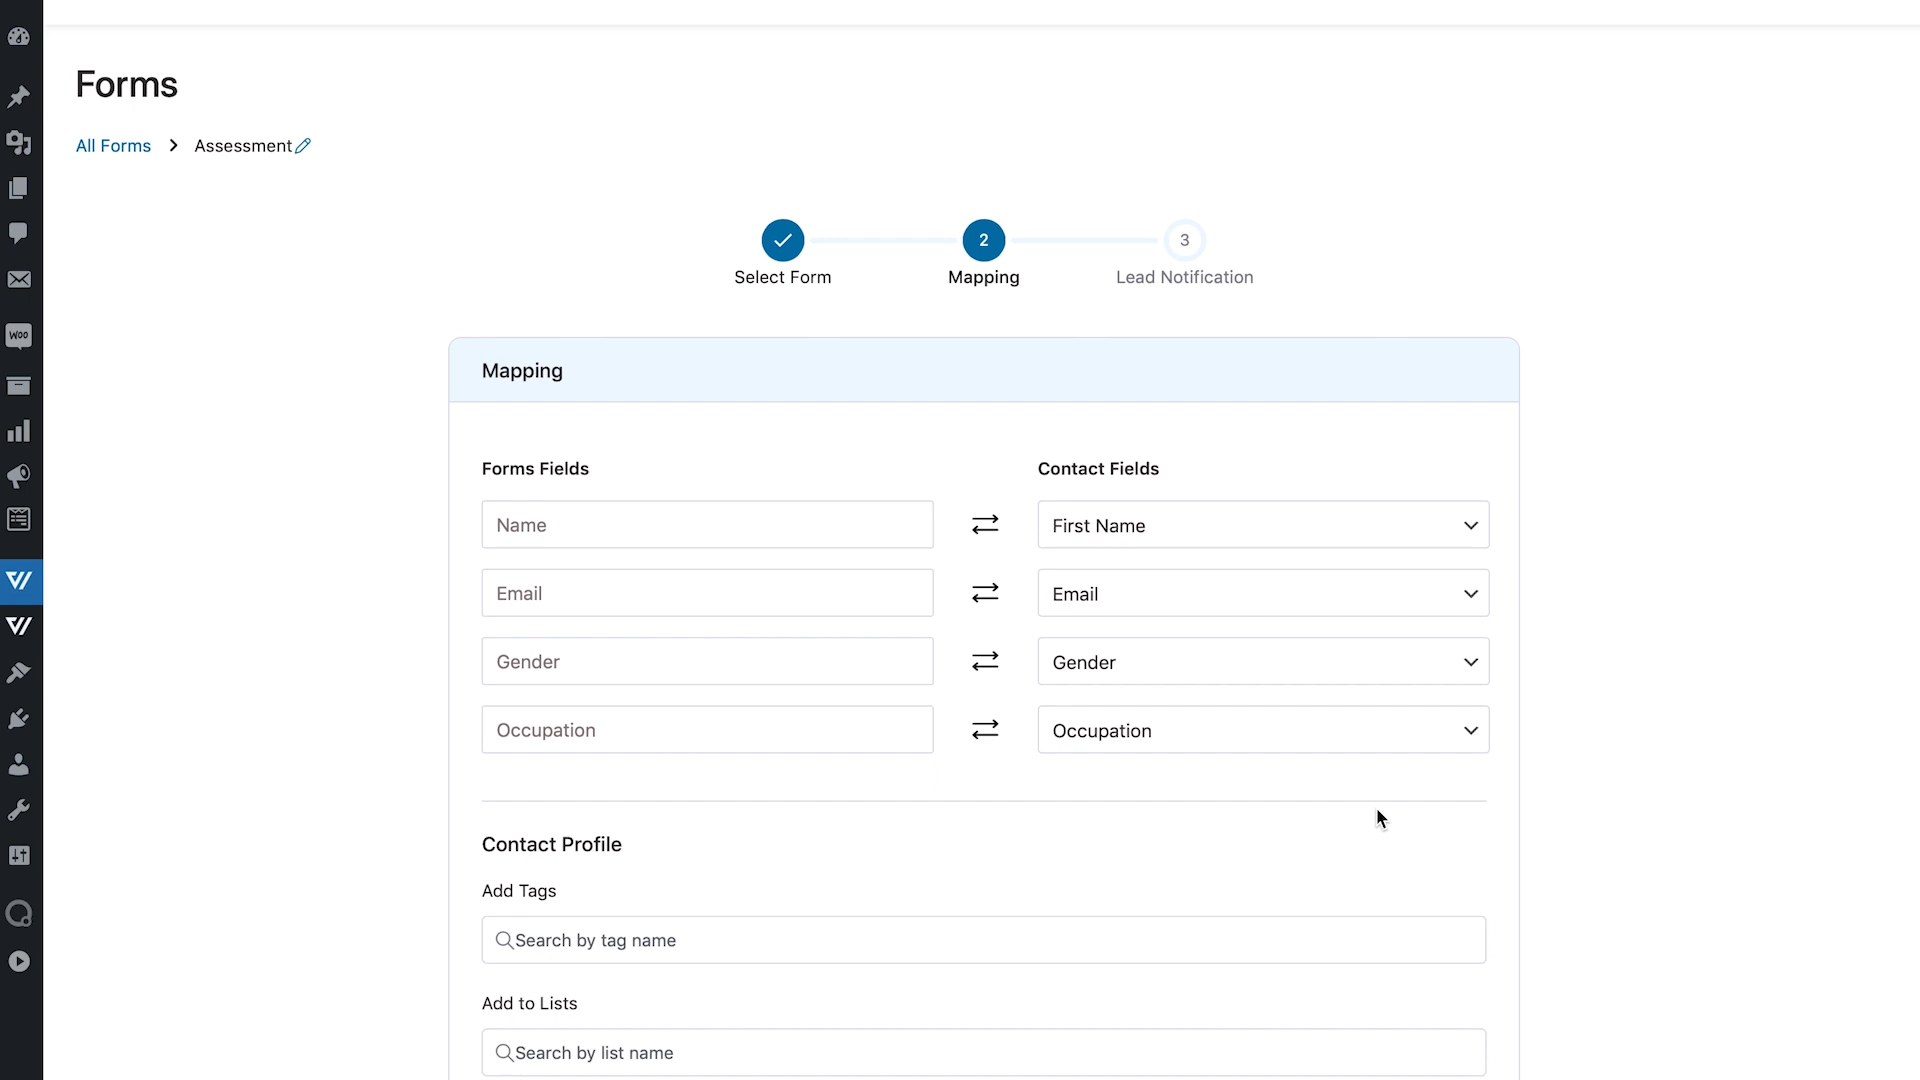 Forms
All Forms > Assessment
2
3
Select Form
Mapping
Lead Notification
Mapping
Forms Fields
Contact Fields
Name
First Name
Email
Email
Gender
Gender
Occupation
Occupation
Contact Profile
Add Tags
Search by tag name
Add to Lists
Search by list name
WOO